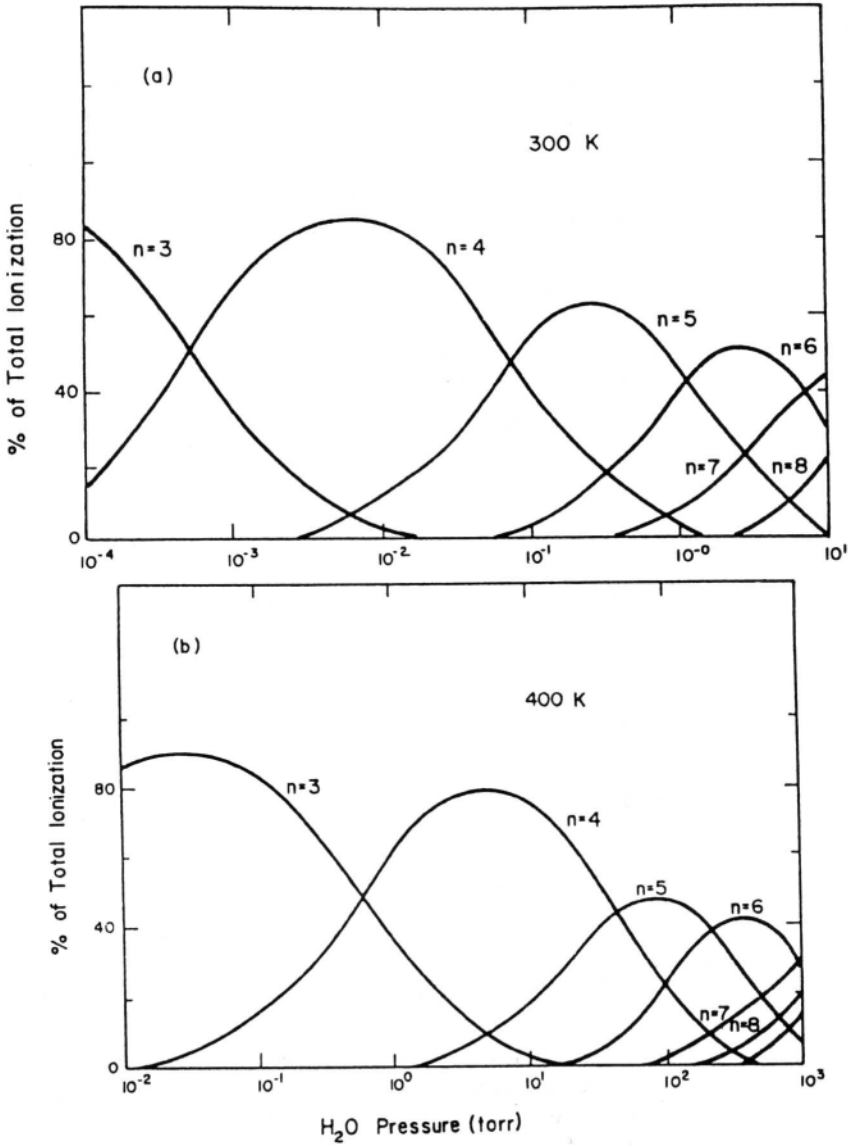 (a)
300 K
% of Total Ionization
80
40
0
n=3
n=4
n=5
n=6
n=7
n=8
10⁻⁴
10⁻³
10⁻²
10⁻¹
10⁻⁰
10¹
(b)
400 K
% of Total Ionization
80
40
0
n=3
n=4
n=5
n=6
n=7
n=8
10⁻²
10⁻¹
10⁰
10¹
10²
10³
H₂O Pressure (torr)